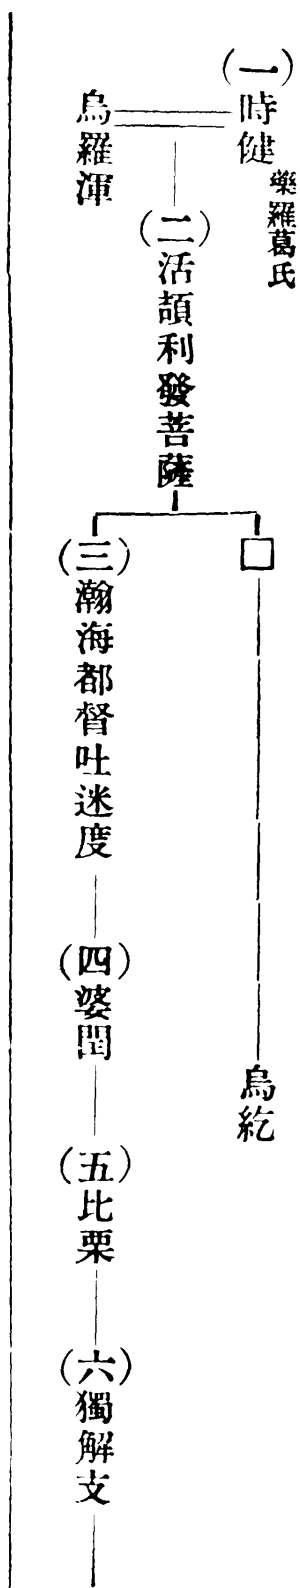 (一)時健
藥羅葛氏
烏羅渾
(二)活頡利發菩薩
□
烏紇
(三)瀚海都督吐迷度
(四)婆閏
(五)比栗
(六)獨解支